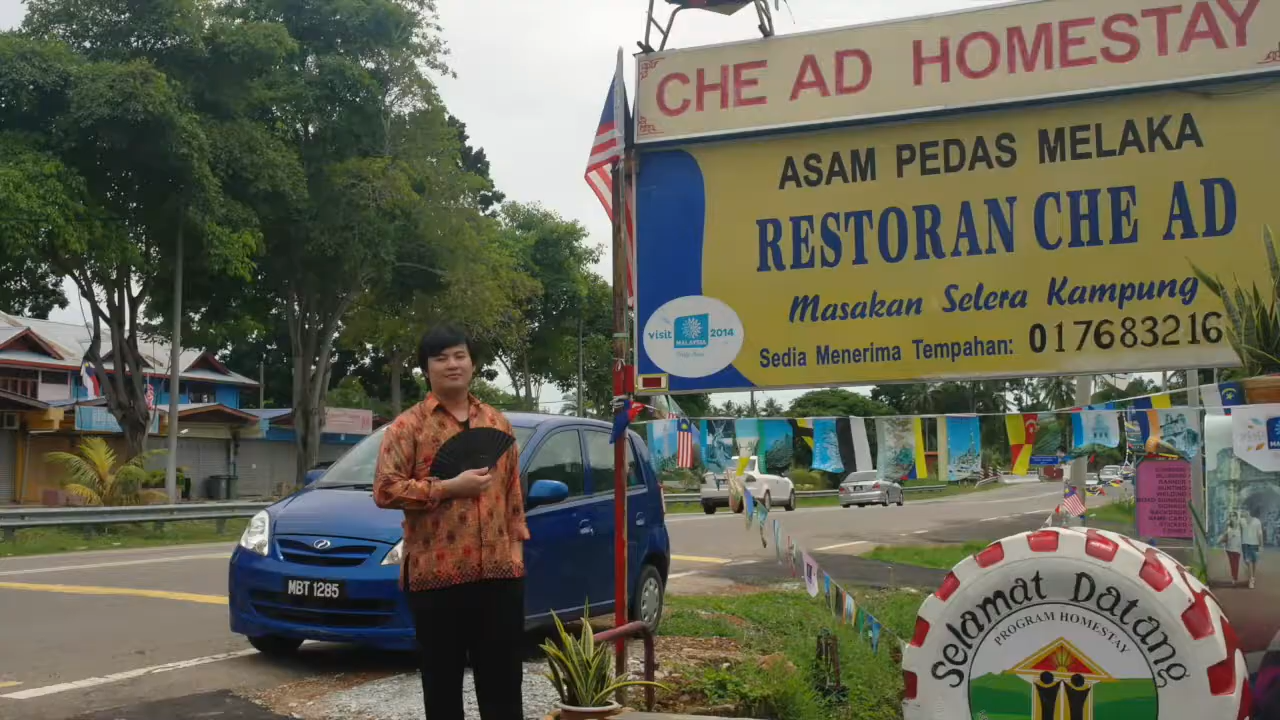 CHE AD HOMESTAY
ASAM PEDAS MELAKA
RESTORAN CHE AD
Masakan Selera Kampung
visit MALAYSIA 2014
Sedia Menerima Tempahan: 017683216
MBT 1285
Selamat Datang
PROGRAM HOMESTAY